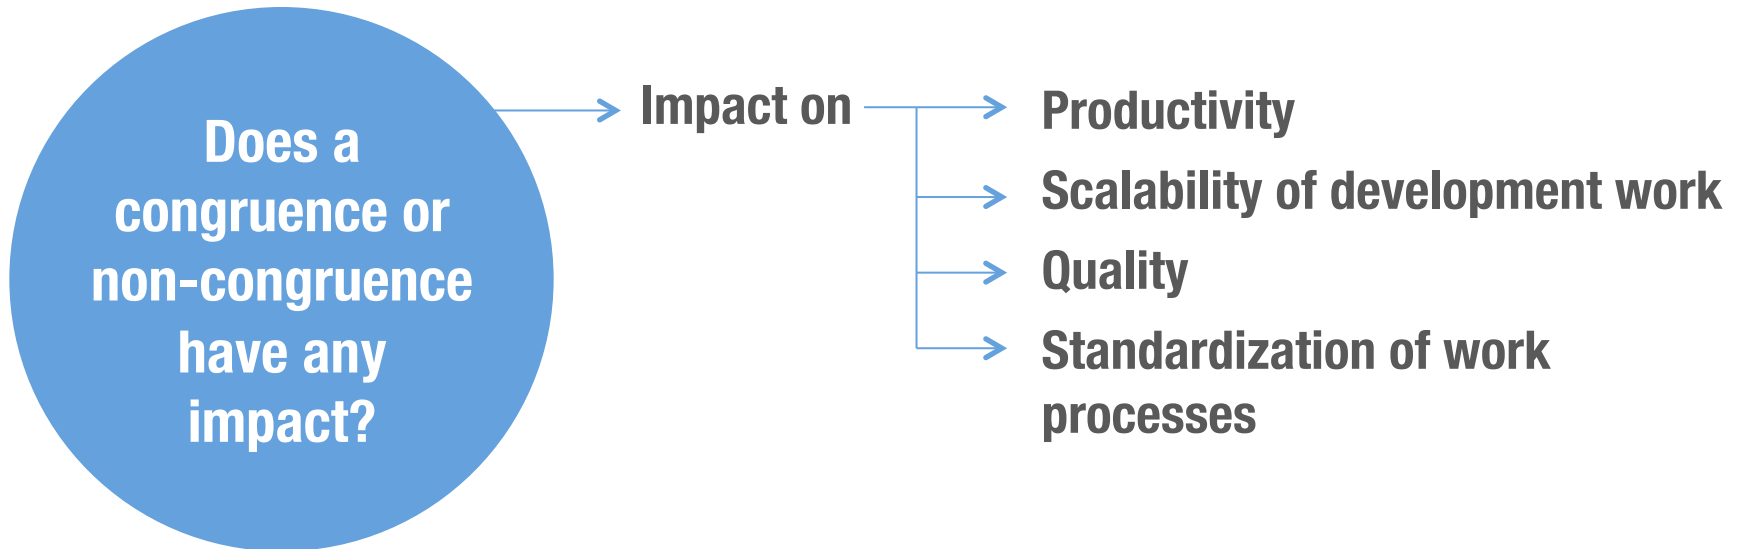 Does a
congruence or
non-congruence
have any
impact?
Impact on
Productivity
Scalability of development work
Quality
Standardization of work
processes